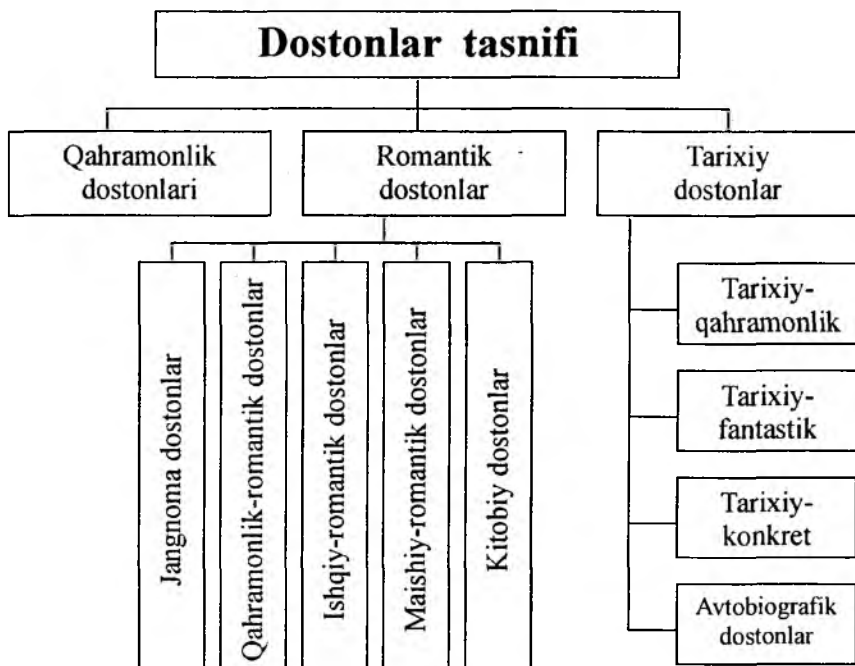 Dostonlar tasnifi
Qahramonlik
dostonlari
Romantik
dostonlar
Tarixiy
dostonlar
Jangnoma dostonlar
Qahramonlik-romantik dostonlar
Ishqiy-romantik dostonlar
Maishiy-romantik dostonlar
Kitobiy dostonlar
Tarixiy-
qahramonlik
Tarixiy-
fantastik
Tarixiy-
konkret
Avtobiografik
dostonlar